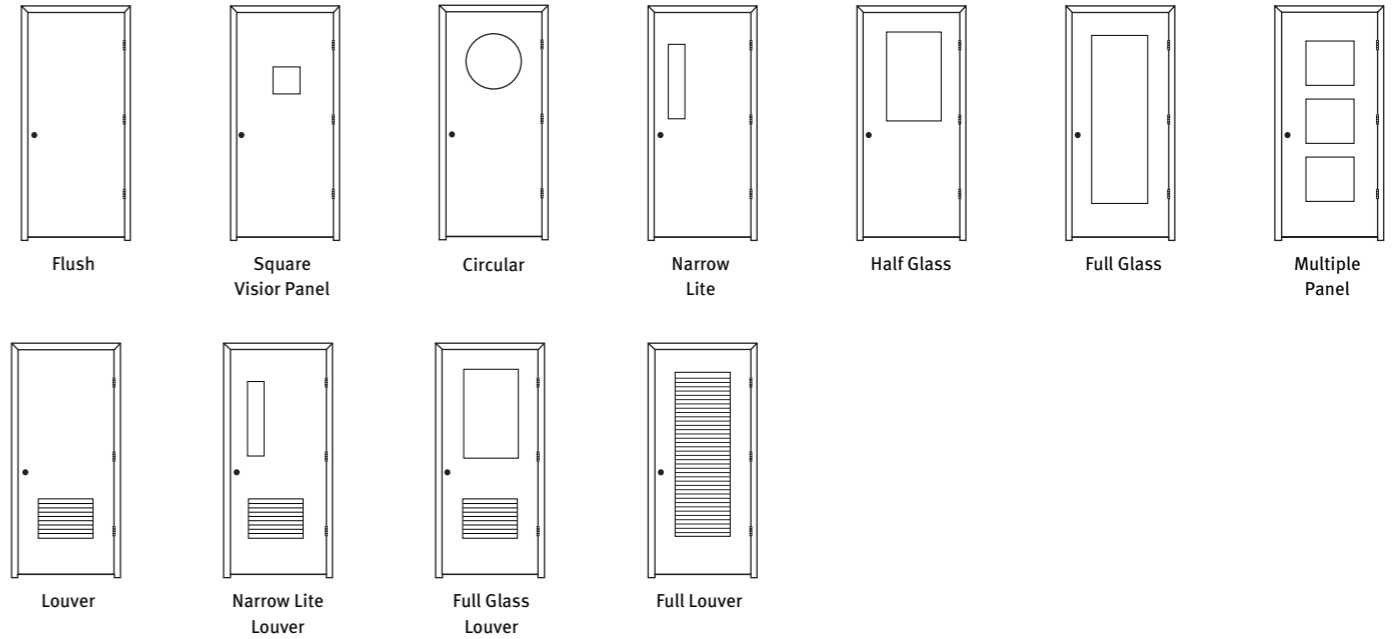 Flush
Square
Visior Panel
Circular
Narrow
Lite
Half Glass
Full Glass
Multiple
Panel
Louver
Narrow Lite
Louver
Full Glass
Louver
Full Louver